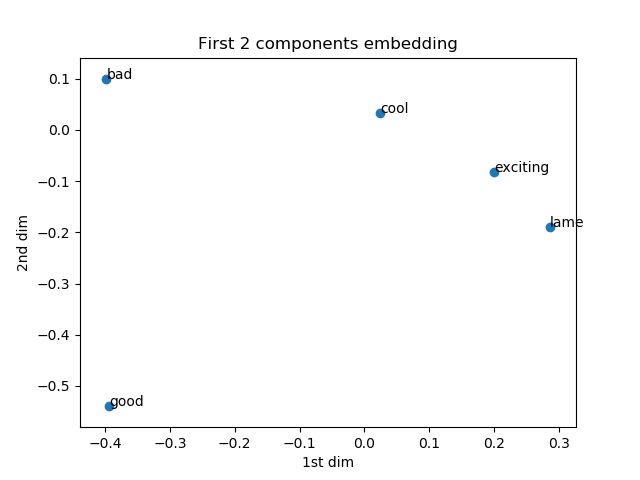 First 2 components embedding
0.1
0.0
−0.1
−0.2
−0.3
−0.4
−0.5
2nd dim
bad
cool
exciting
lame
good
−0.4 −0.3 −0.2 −0.1 0.0 0.1 0.2 0.3
1st dim